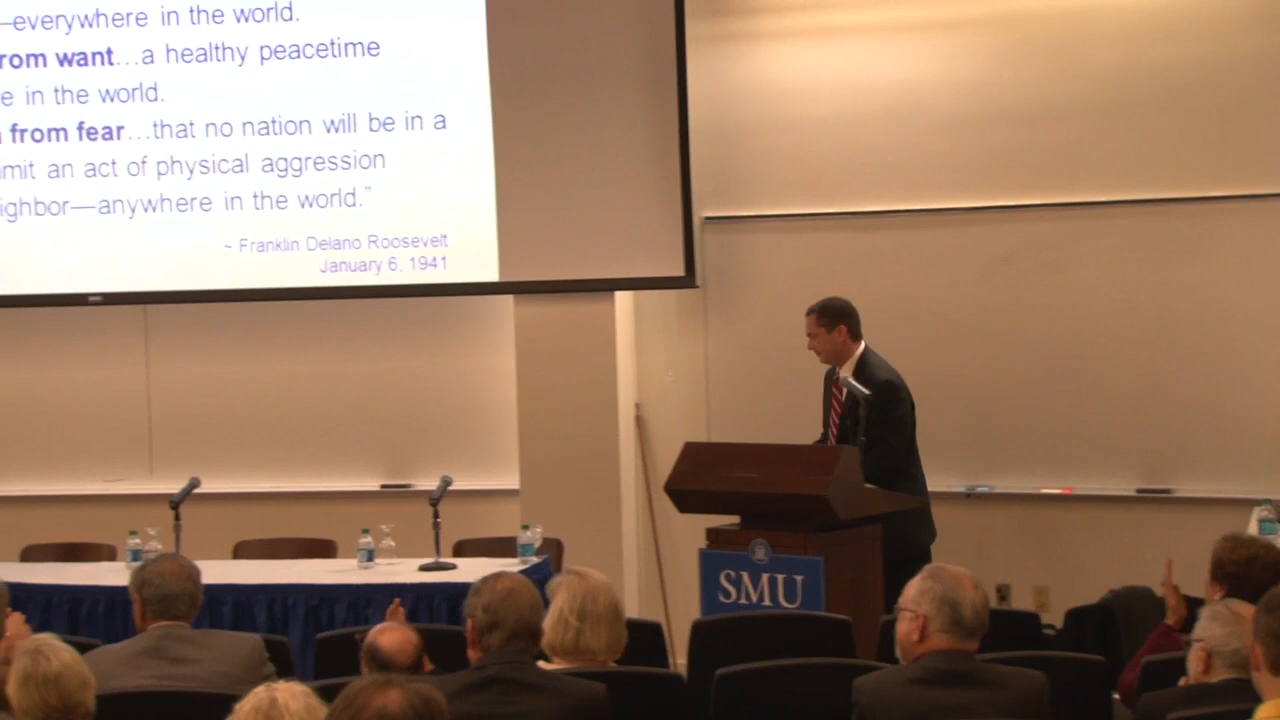 —everywhere in the world.
rom want…a healthy peacetime
e in the world.
from fear…that no nation will be in a
mit an act of physical aggression
ighbor—anywhere in the world."
~ Franklin Delano Roosevelt
January 6, 1941
SMU